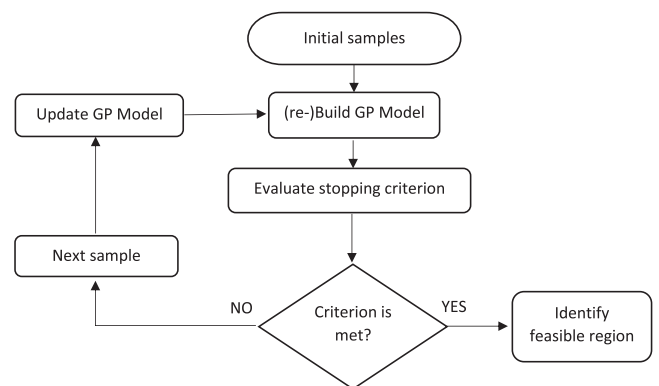 Initial samples
Update GP Model
(re-)Build GP Model
Evaluate stopping criterion
Next sample
NO
Criterion is
met?
YES
Identify
feasible region